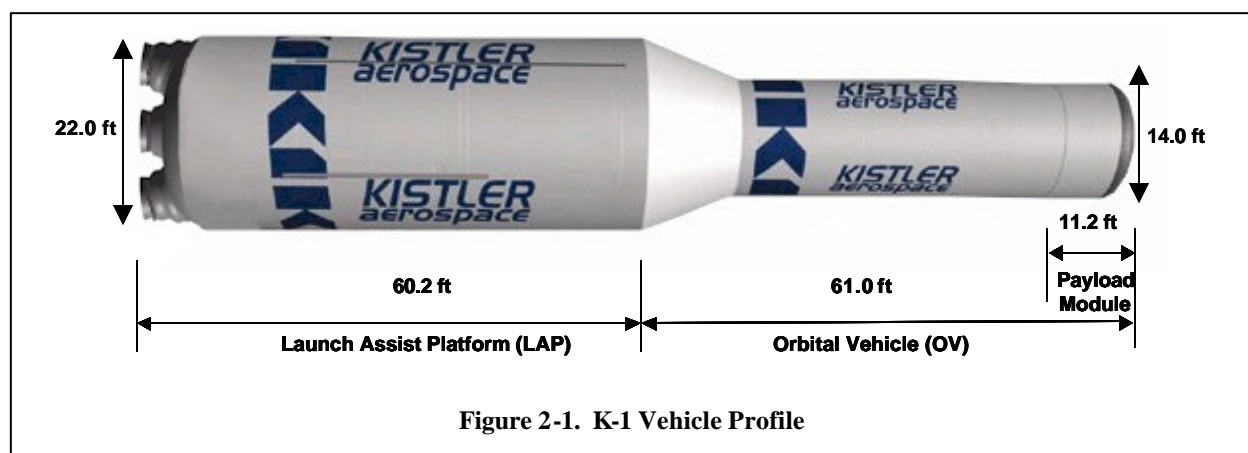 KISTLER
aerospace
KISTLER
aerospace
KISTLER
aerospace
KISTLER
aerospace
22.0 ft
14.0 ft
11.2 ft
60.2 ft
61.0 ft
Payload
Module
Launch Assist Platform (LAP)
Orbital Vehicle (OV)
Figure 2-1. K-1 Vehicle Profile